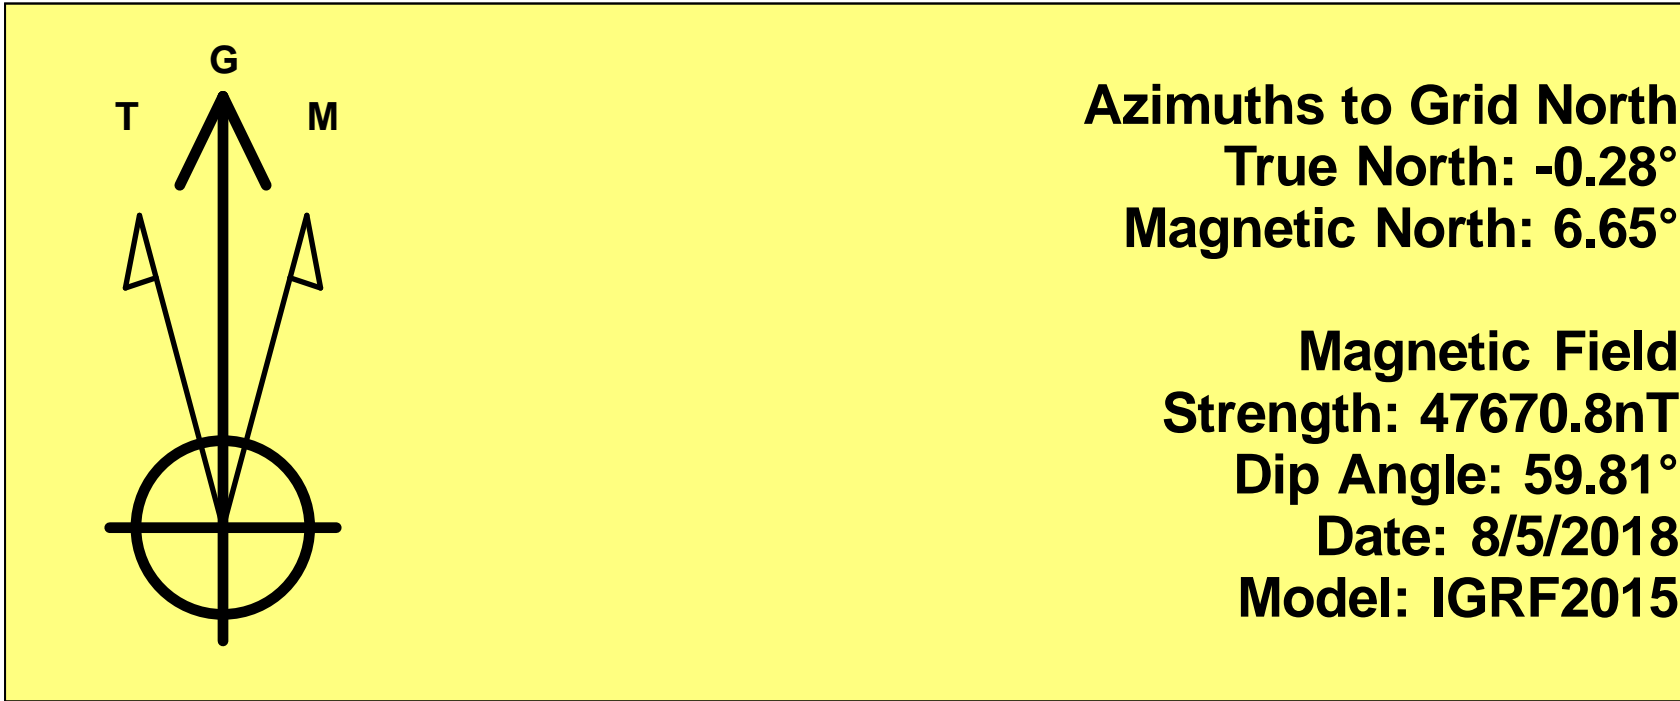 G
T
M
Azimuths to Grid North
True North: -0.28°
Magnetic North: 6.65°
Magnetic Field
Strength: 47670.8nT
Dip Angle: 59.81°
Date: 8/5/2018
Model: IGRF2015